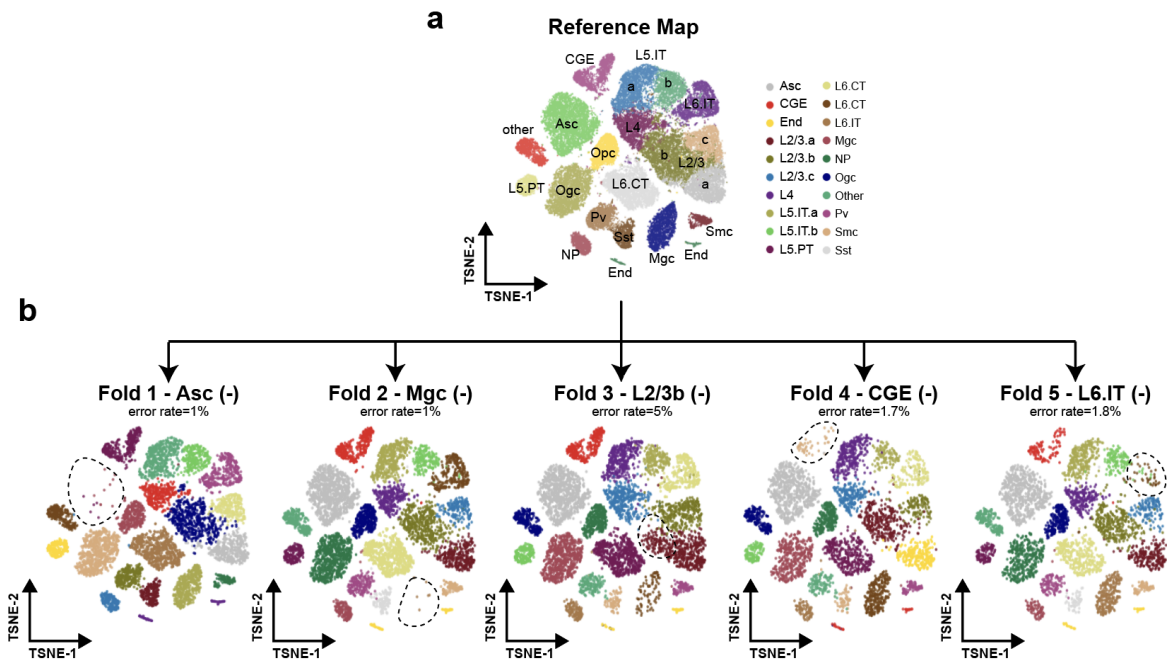 a
Reference Map
CGE
L5.IT
a
b
L6.IT
Asc
L4
other
Opc
c
b
L2/3
L5.PT
Ogc
L6.CT
a
Pv
Sst
Smc
NP
End
Mgc
End
TSNE-2
TSNE-1
Asc
CGE
End
L2/3.a
L2/3.b
L2/3.c
L4
L5.IT.a
L5.IT.b
L5.PT
L6.CT
L6.CT
L6.IT
Mgc
NP
Ogc
Other
Pv
Smc
Sst
b
Fold 1 - Asc (-)
error rate=1%
TSNE-2
TSNE-1
Fold 2 - Mgc (-)
error rate=1%
TSNE-2
TSNE-1
Fold 3 - L2/3b (-)
error rate=5%
TSNE-2
TSNE-1
Fold 4 - CGE (-)
error rate=1.7%
TSNE-2
TSNE-1
Fold 5 - L6.IT (-)
error rate=1.8%
TSNE-2
TSNE-1